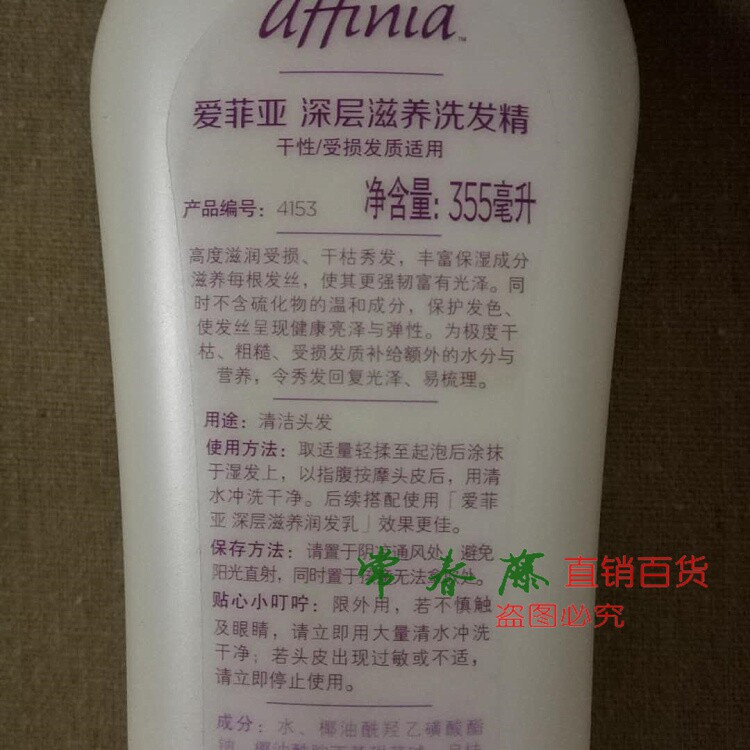 affinia™
爱菲亚 深层滋养洗发精
干性/受损发质适用
产品编号: 4153 净含量: 355毫升
高度滋润受损、干枯秀发，丰富保湿成分
滋养每根发丝，使其更强韧富有光泽。同
时不含硫化物的温和成分，保护发色、
使发丝呈现健康亮泽与弹性。为极度干
枯、粗糙、受损发质补给额外的水分与
营养，令秀发回复光泽、易梳理。
用途: 清洁头发
使用方法: 取适量轻揉至起泡后涂抹
于湿发上，以指腹按摩头皮后，用清
水冲洗干净。后续搭配使用「爱菲
亚 深层滋养润发乳」效果更佳。
保存方法: 请置于阴凉通风处，避免
阳光直射，同时置于 无法 处。
常春藤 直销百货
盗图必究
贴心小叮咛: 限外用，若不慎触
及眼睛，请立即用大量清水冲洗
干净；若头皮出现过敏或不适，
请立即停止使用。
成分: 水、椰油酰羟乙磺酸酯